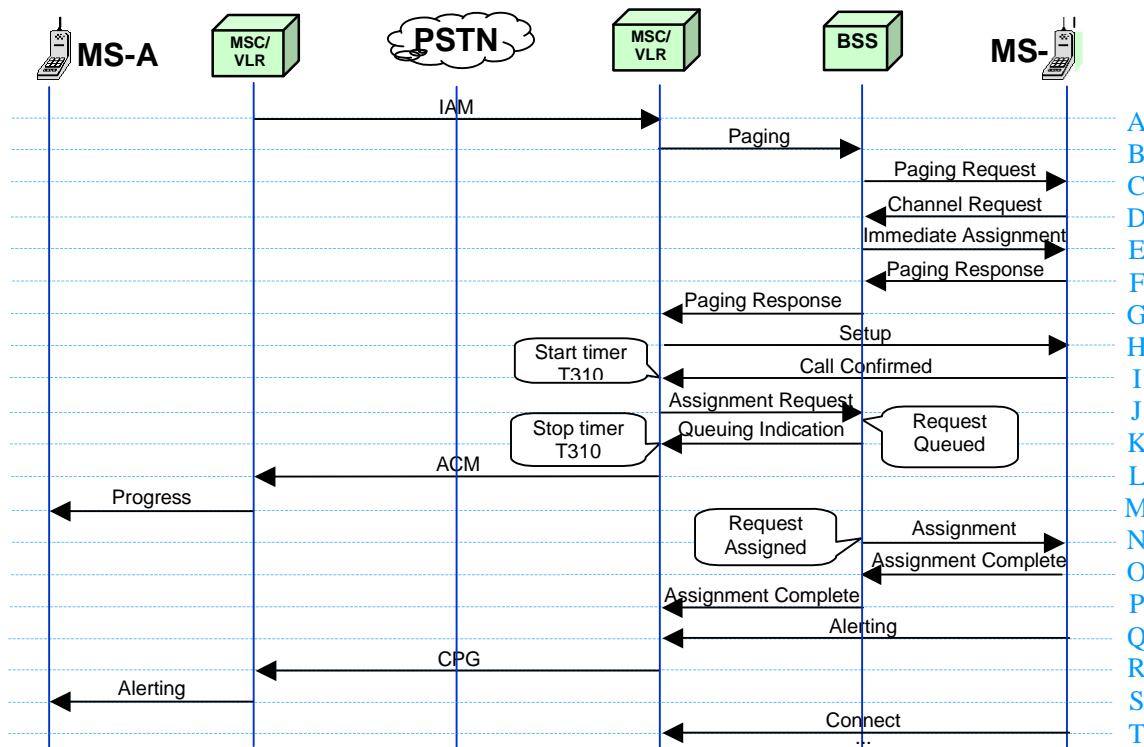 MS-A
MSC/
VLR
PSTN
MSC/
VLR
BSS
MS-
IAM
A
Paging
B
Paging Request
C
Channel Request
D
Immediate Assignment
E
Paging Response
F
Paging Response
G
Setup
H
Start timer
T310
Call Confirmed
I
Assignment Request
J
Request
Queued
Stop timer
T310
Queuing Indication
K
ACM
L
Progress
M
Request
Assigned
Assignment
N
Assignment Complete
O
Assignment Complete
P
Alerting
Q
CPG
R
Alerting
S
Connect
T
...